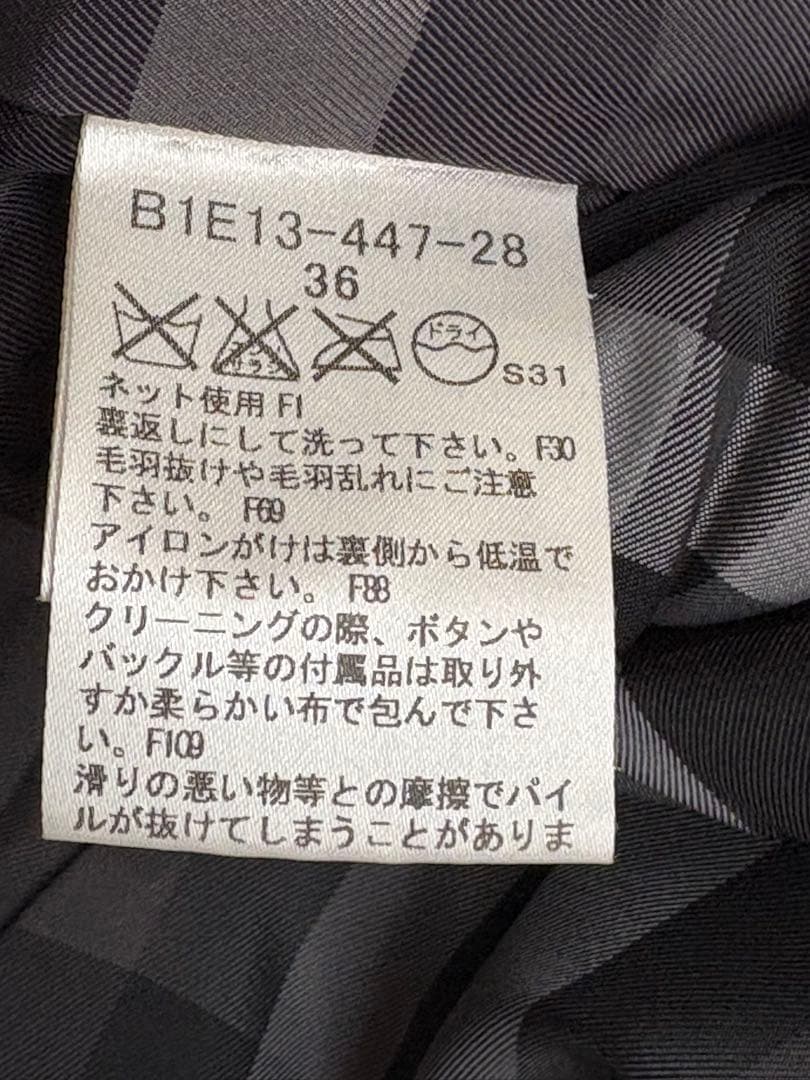 B1E13-447-28
36
エンソ
サラシ
ドライ
S31
ネット使用 F1
裏返しにして洗って下さい。F30
毛羽抜けや毛羽乱れにご注意
下さい。 F69
アイロンがけは裏側から低温で
おかけ下さい。 F88
クリーニングの際、ボタンや
バックル等の付属品は取り外
すか柔らかい布で包んで下さ
い。F109
滑りの悪い物等との摩擦でパイ
ルが抜けてしまうことがありま